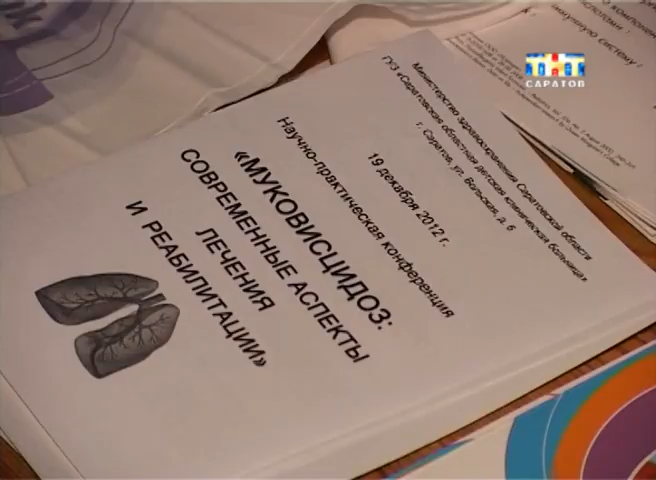 Министерство здравоохранения Саратовской области
ГУЗ «Саратовская областная детская клиническая больница»
г. Саратов, ул. Вольская, д. 6
19 декабря 2012 г.
Научно-практическая конференция
«МУКОВИСЦИДОЗ:
СОВРЕМЕННЫЕ АСПЕКТЫ
ЛЕЧЕНИЯ
И РЕАБИЛИТАЦИИ»
ТНТ
САРАТОВ